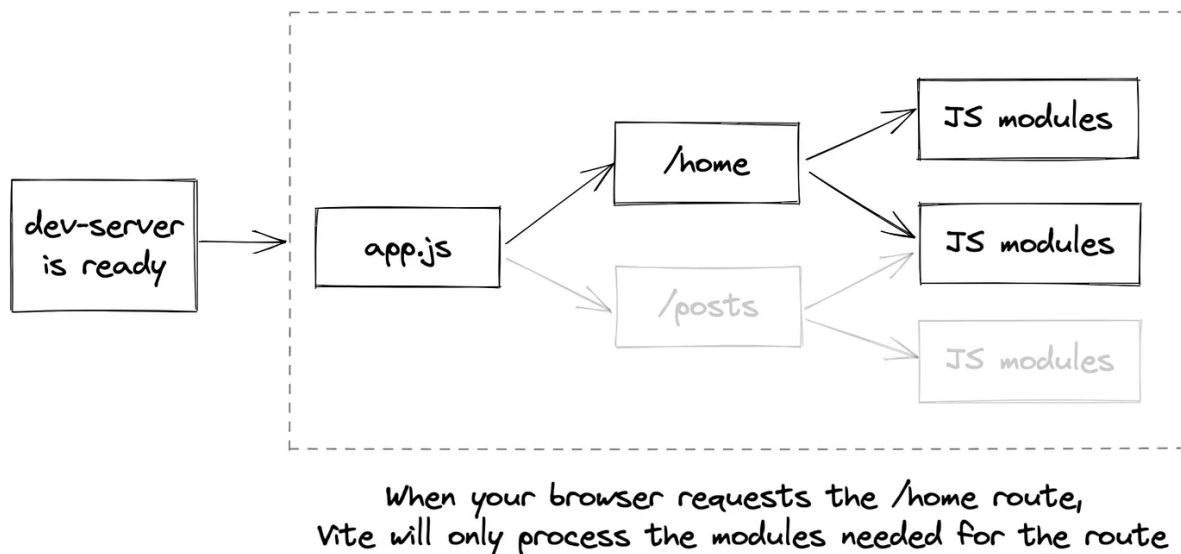 dev-server
is ready
app.js
/home
/posts
JS modules
JS modules
JS modules
When your browser requests the /home route,
Vite will only process the modules needed for the route